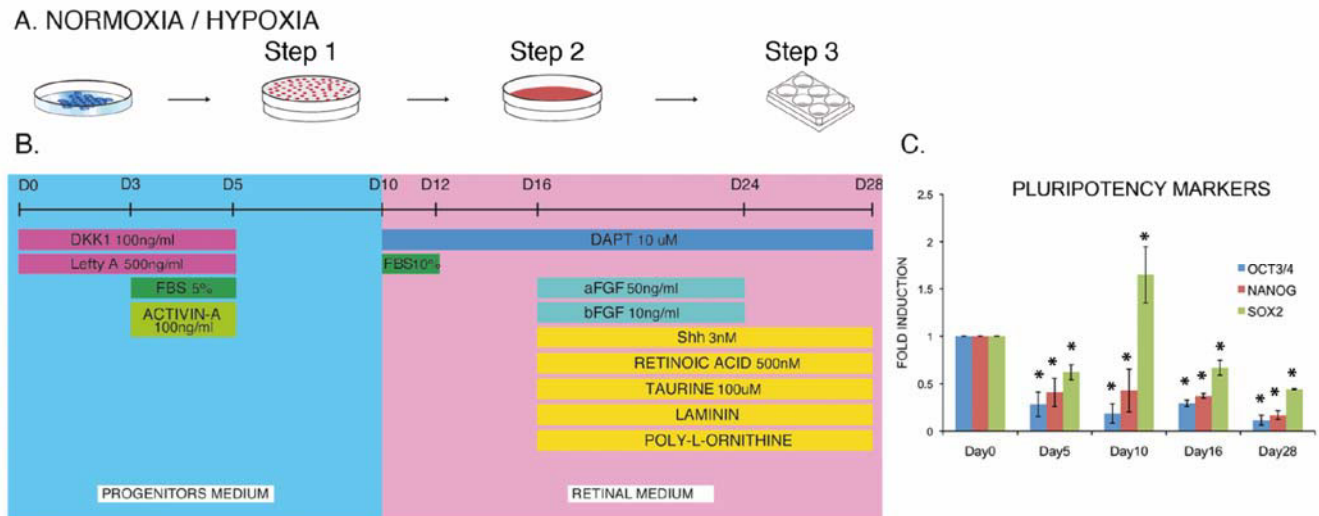 A. NORMOXIA / HYPOXIA
Step 1
Step 2
Step 3
B.
D0
D3
D5
D10
D12
D16
D24
D28
DKK1 100ng/ml
DAPT 10 uM
Lefty A 500ng/ml
FBS10%
FBS 5%
aFGF 50ng/ml
ACTIVIN-A
100ng/ml
bFGF 10ng/ml
Shh 3nM
RETINOIC ACID 500nM
TAURINE 100uM
LAMININ
POLY-L-ORNITHINE
PROGENITORS MEDIUM
RETINAL MEDIUM
C.
PLURIPOTENCY MARKERS
FOLD INDUCTION
2.5
2
1.5
1
0.5
0
* * *
* * *
* * *
* * *
OCT3/4
NANOG
SOX2
Day0
Day5
Day10
Day16
Day28